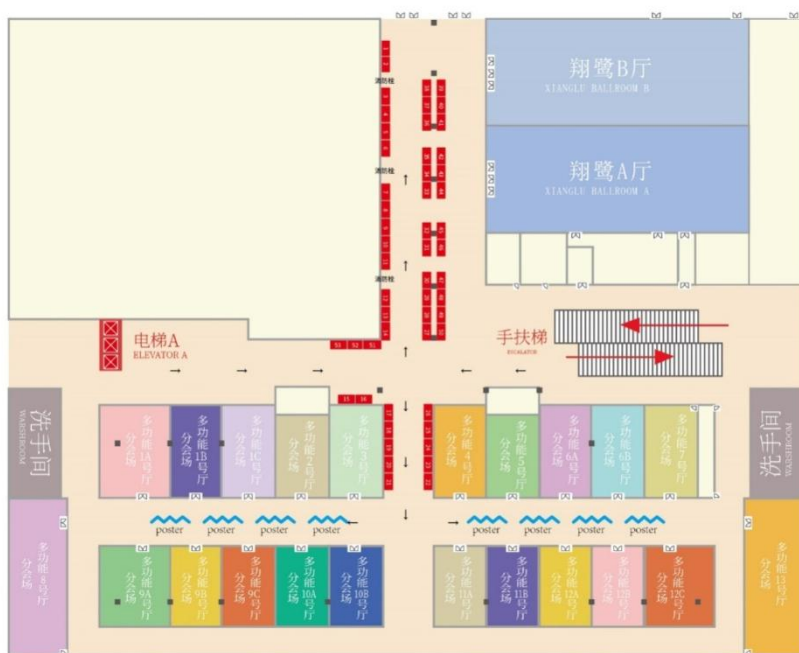 翔鹭B厅
XIANGLU BALLROOM B
翔鹭A厅
XIANGLU BALLROOM A
消防栓
消防栓
消防栓
电梯A
ELEVATOR A
手扶梯
ESCALATOR
S1 S2 S1
15 16
洗手间
WASHROOM
多功能1A号厅
分会场
多功能1B号厅
分会场
多功能1C号厅
分会场
多功能2号厅
分会场
多功能3号厅
分会场
多功能4号厅
分会场
多功能5号厅
分会场
多功能6A号厅
分会场
多功能6B号厅
分会场
多功能7号厅
分会场
洗手间
WASHROOM
poster poster poster poster
poster poster poster poster
多功能8号厅
分会场
多功能9A号厅
分会场
多功能9B号厅
分会场
多功能9C号厅
分会场
多功能10A号厅
分会场
多功能10B号厅
分会场
多功能11A号厅
分会场
多功能11B号厅
分会场
多功能12A号厅
分会场
多功能12B号厅
分会场
多功能12C号厅
分会场
多功能13号厅
分会场